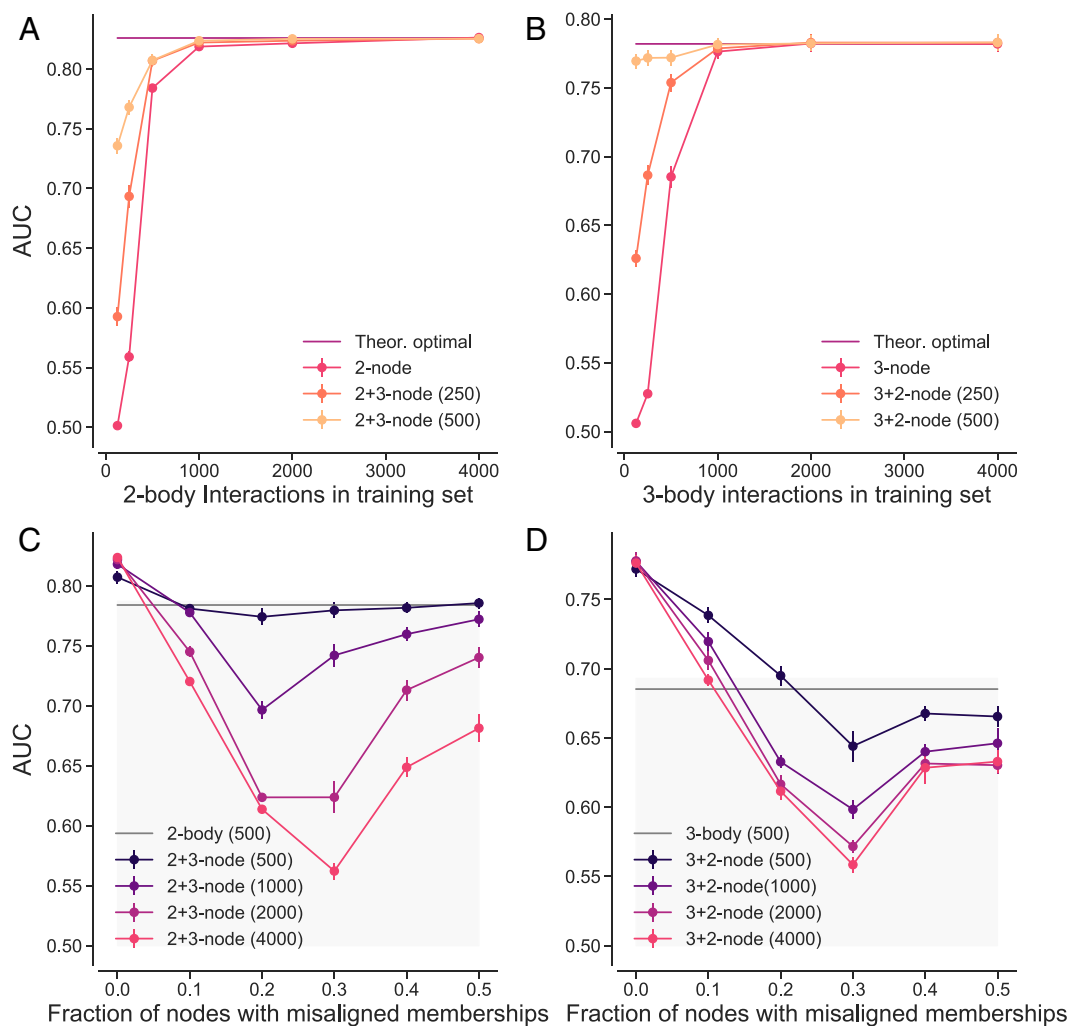 A
AUC
0.80
0.75
0.70
0.65
0.60
0.55
0.50
Theor. optimal
2-node
2+3-node (250)
2+3-node (500)
0
1000
2000
3000
4000
2-body Interactions in training set
B
0.80
0.75
0.70
0.65
0.60
0.55
0.50
Theor. optimal
3-node
3+2-node (250)
3+2-node (500)
0
1000
2000
3000
4000
3-body interactions in training set
C
AUC
0.80
0.75
0.70
0.65
0.60
0.55
0.50
2-body (500)
2+3-node (500)
2+3-node (1000)
2+3-node (2000)
2+3-node (4000)
0.0
0.1
0.2
0.3
0.4
0.5
Fraction of nodes with misaligned memberships
D
0.75
0.70
0.65
0.60
0.55
0.50
3-body (500)
3+2-node (500)
3+2-node(1000)
3+2-node (2000)
3+2-node (4000)
0.0
0.1
0.2
0.3
0.4
0.5
Fraction of nodes with misaligned memberships